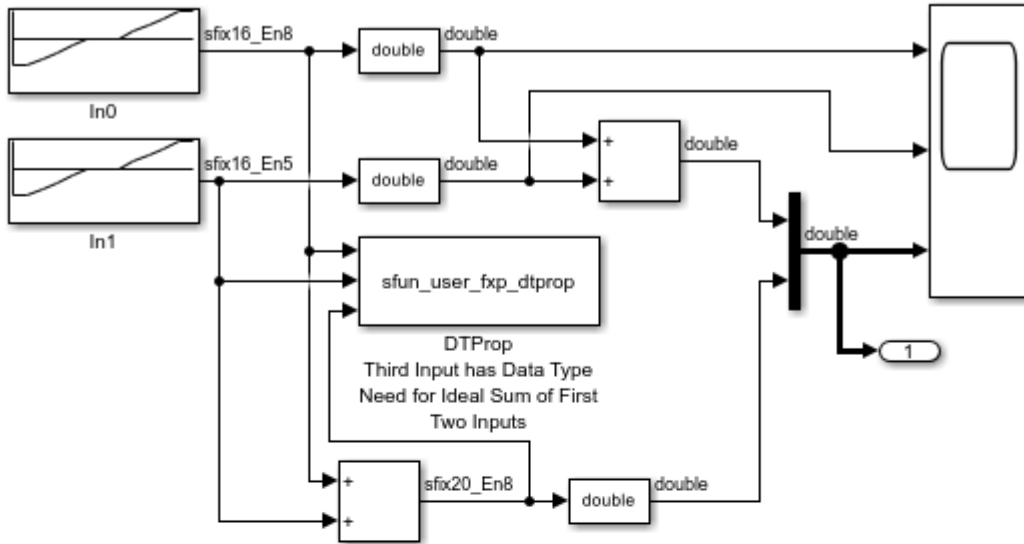 sfix16_En8
double
double
In0
+
double
sfix16_En5
double
double
+
In1
double
sfun_user_fxp_dtprop
DTProp
Third Input has Data Type
Need for Ideal Sum of First
Two Inputs
1
+
sfix20_En8
double
double
+